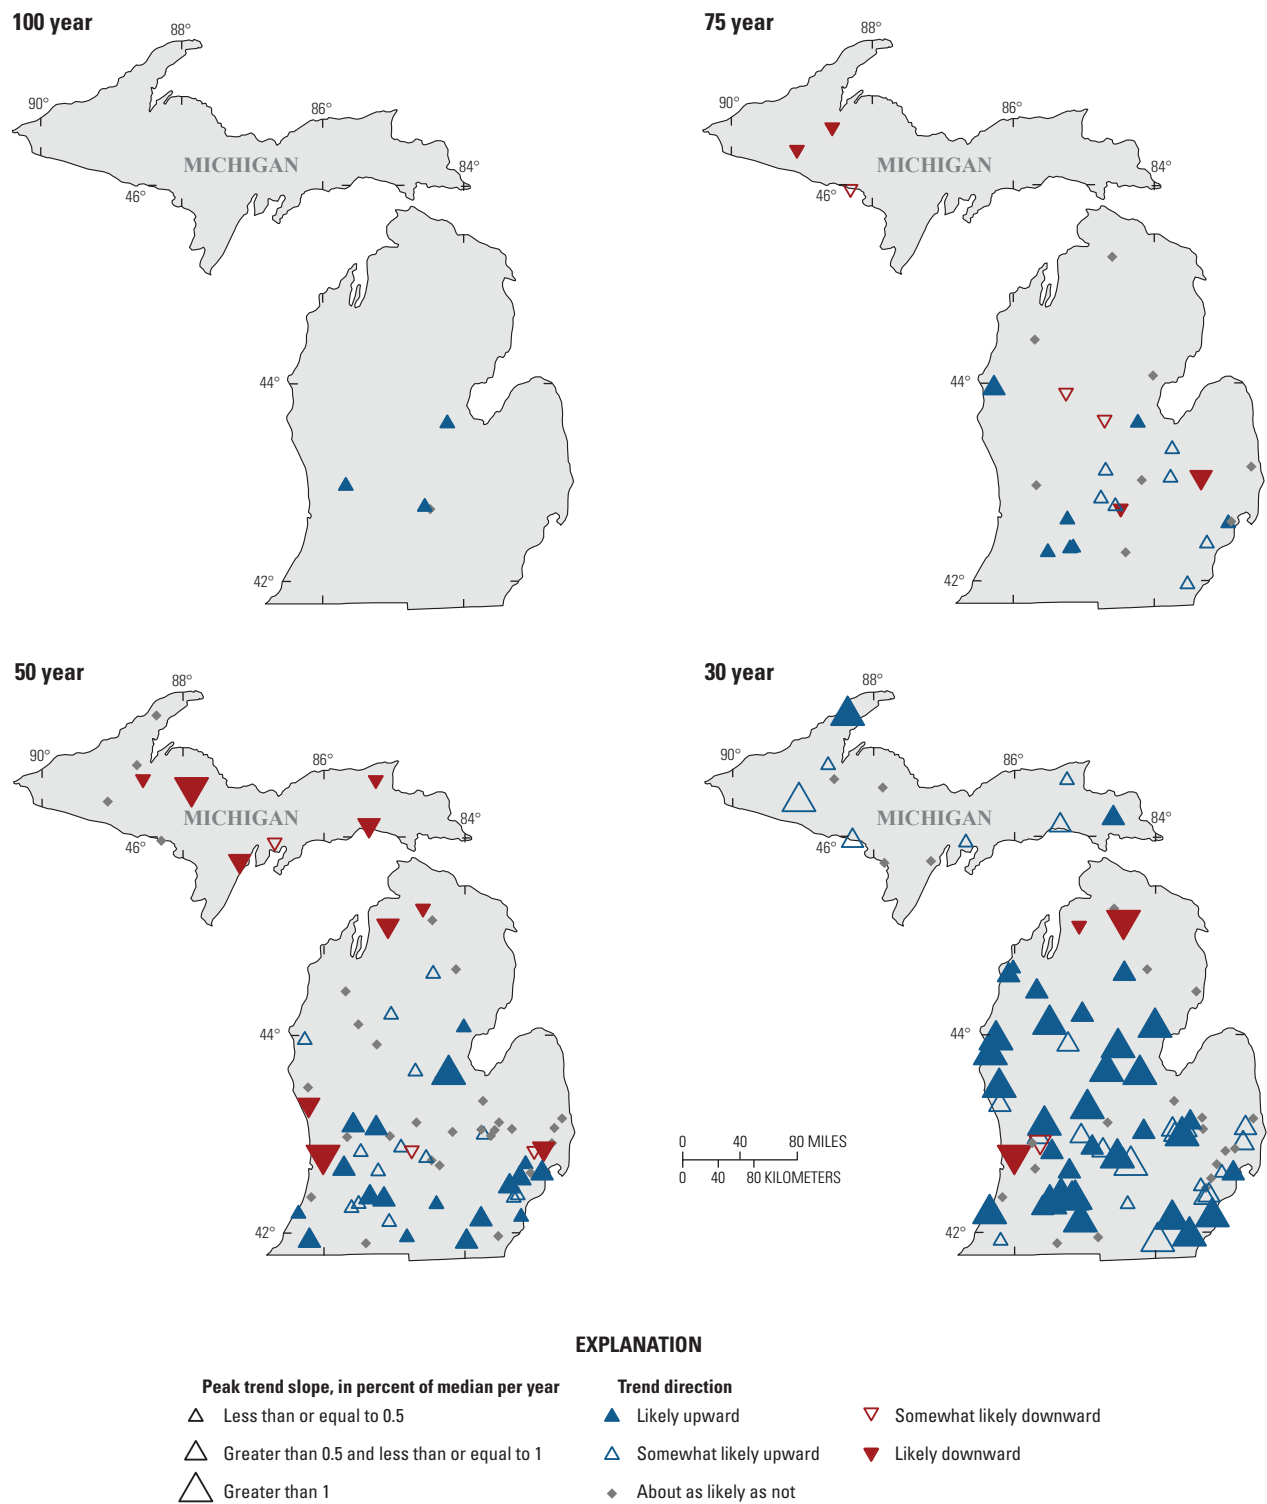 100 year
88°
90°
86°
MICHIGAN
84°
46°
44°
42°
75 year
88°
90°
86°
MICHIGAN
84°
46°
44°
42°
50 year
88°
90°
86°
MICHIGAN
84°
46°
44°
42°
30 year
88°
90°
86°
MICHIGAN
84°
46°
44°
42°
0 40 80 MILES
0 40 80 KILOMETERS
EXPLANATION
Peak trend slope, in percent of median per year
Less than or equal to 0.5
Greater than 0.5 and less than or equal to 1
Greater than 1
Trend direction
Likely upward
Somewhat likely upward
About as likely as not
Somewhat likely downward
Likely downward